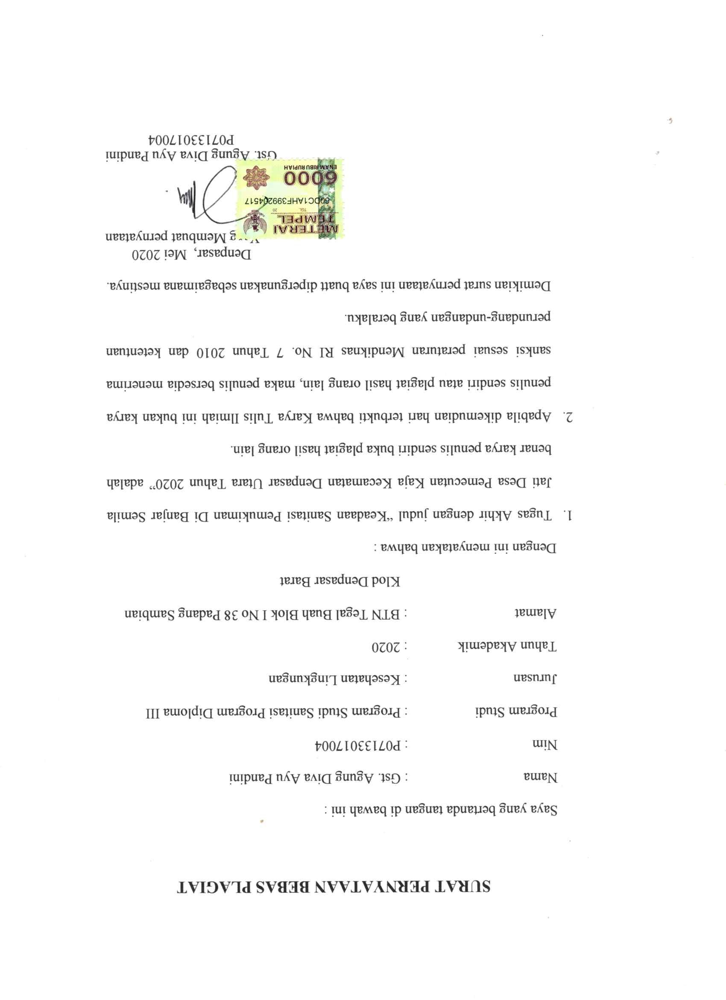 SURAT PERNYATAAN BEBAS PLAGIAT
Saya yang bertanda tangan di bawah ini :
Nama : Gst. Agung Diva Ayu Pandini
Nim : P07133017004
Program Studi : Program Studi Sanitasi Program Diploma III
Jurusan : Kesehatan Lingkungan
Tahun Akademik : 2020
Alamat : BTN Tegal Buah Blok I No 38 Padang Sambian
Klod Denpasar Barat
Dengan ini menyatakan bahwa :
1. Tugas Akhir dengan judul “Keadaan Sanitasi Pemukiman Di Banjar Semila
Jati Desa Pemecutan Kaja Kecamatan Denpasar Utara Tahun 2020” adalah
benar karya penulis sendiri buka plagiat hasil orang lain.
2. Apabila dikemudian hari terbukti bahwa Karya Tulis Ilmiah ini bukan karya
penulis sendiri atau plagiat hasil orang lain, maka penulis bersedia menerima
sanksi sesuai peraturan Mendiknas RI No. 7 Tahun 2010 dan ketentuan
perundang-undangan yang beralaku.
Demikian surat pernyataan ini saya buatt dipergunakan sebagaimana mestinya.
Denpasar, Mei 2020
Yang Membuat pernyataan
METERAI
TEMPEL
TGL 20
60DC1AHF399204517
6000
ENAM RIBU RUPIAH
Gst. Agung Diva Ayu Pandini
P07133017004